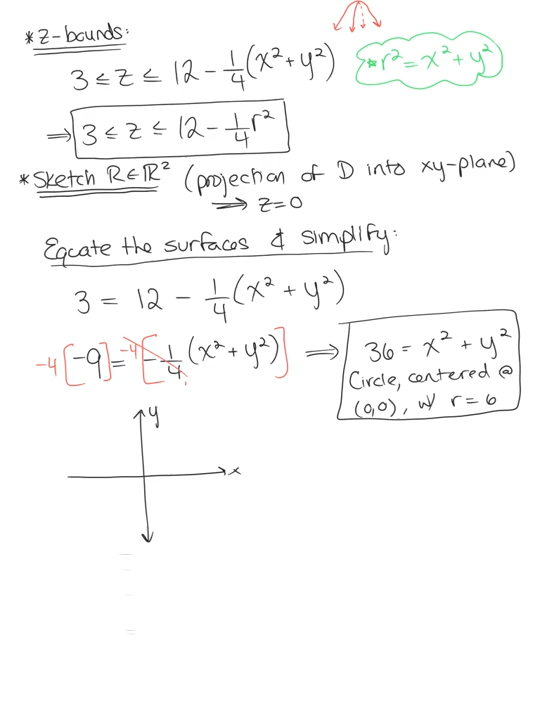 *z-bounds:
3 ≤ z ≤ 12 - 1/4(x² + y²)
*r² = x² + y²
⟹ 3 ≤ z ≤ 12 - 1/4r²
*Sketch R∈ℝ² (projection of D into xy-plane)
⟹ z=0
Equate the surfaces & simplify:
3 = 12 - 1/4(x² + y²)
-4[-9] = -4[-1/4(x² + y²)] ⟹ 36 = x² + y²
Circle, centered @
(0,0), w/ r = 6
y
x